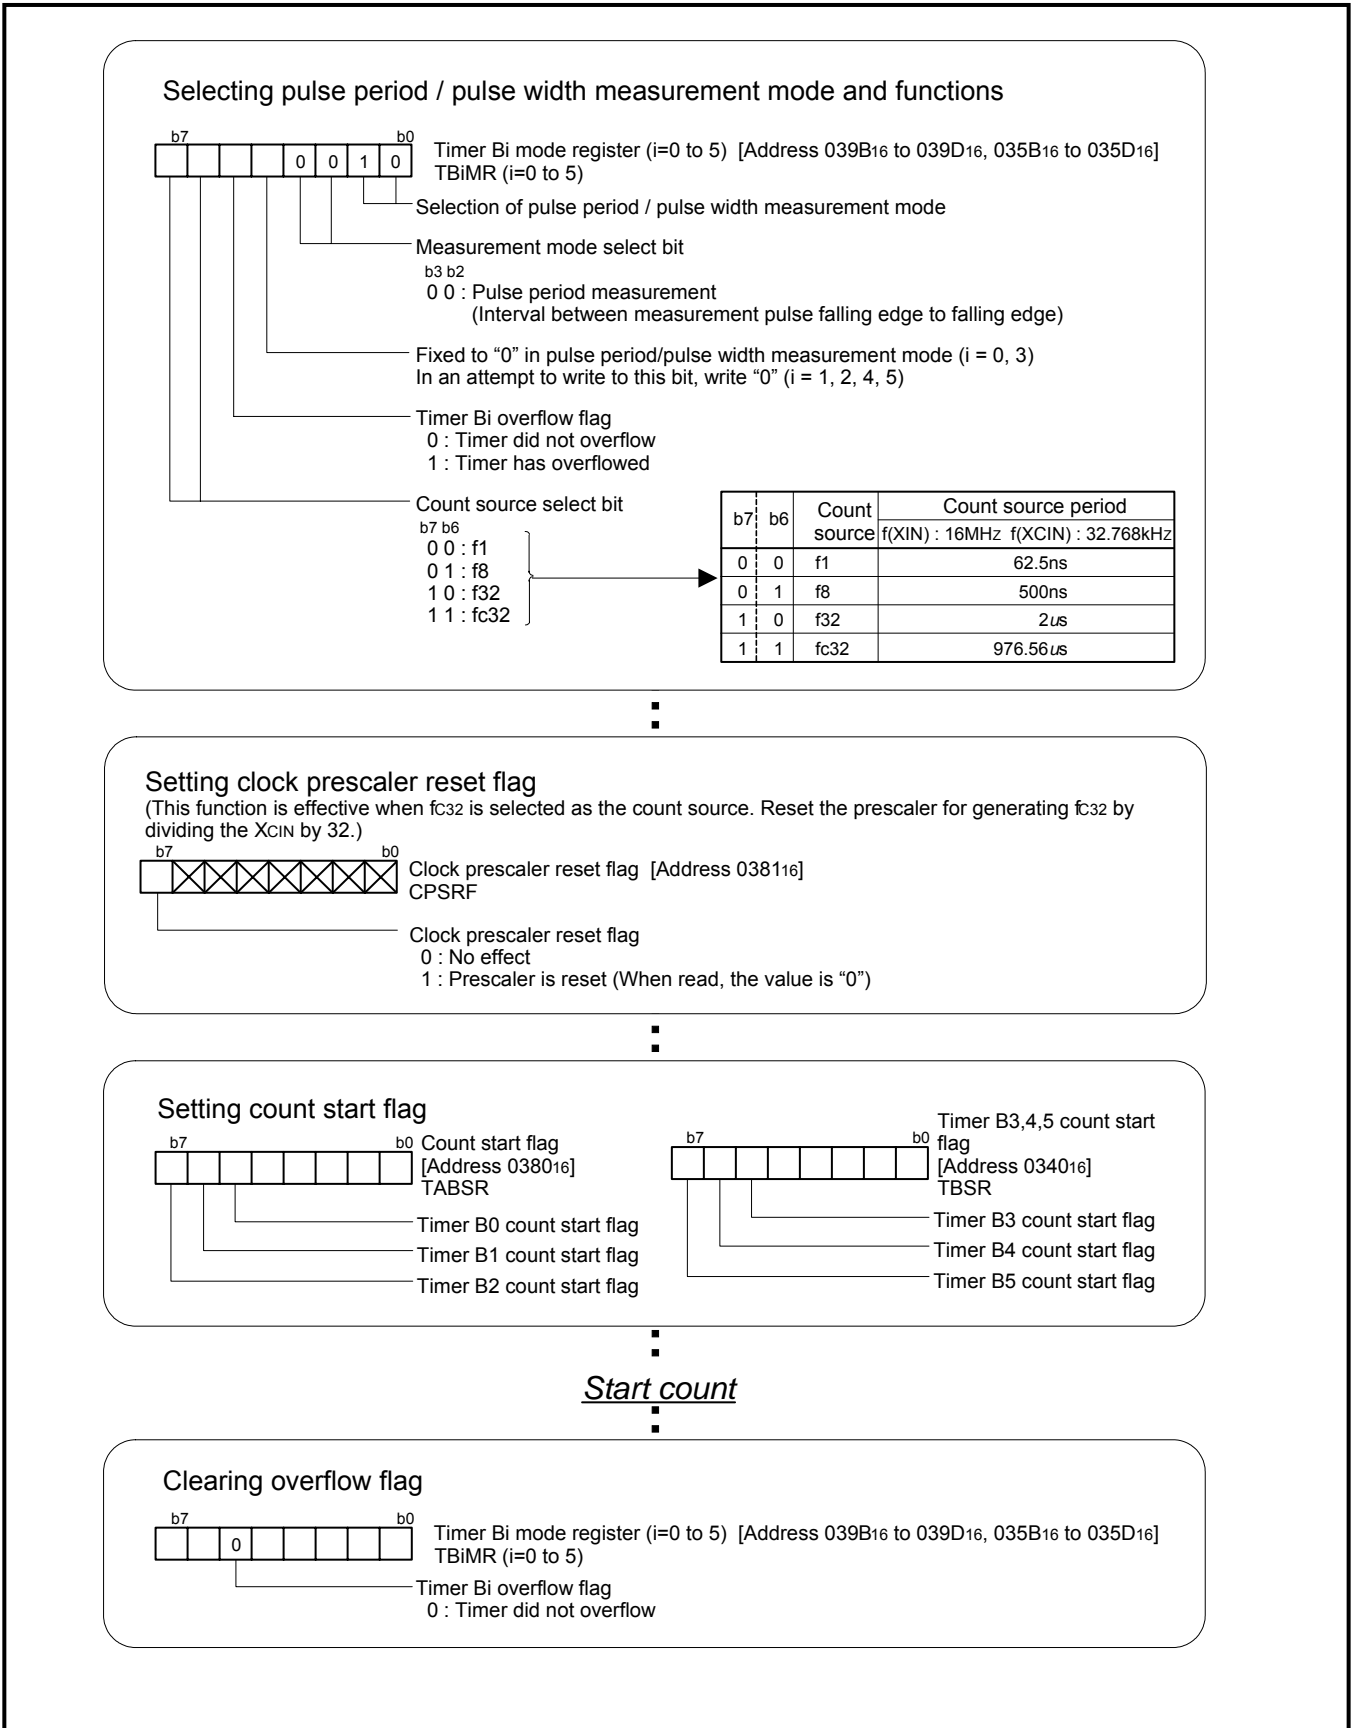 Selecting pulse period / pulse width measurement mode and functions
b7 b0
0 0 1 0
Timer Bi mode register (i=0 to 5) [Address 039B16 to 039D16, 035B16 to 035D16]
TBiMR (i=0 to 5)
Selection of pulse period / pulse width measurement mode
Measurement mode select bit
b3 b2
0 0 : Pulse period measurement
(Interval between measurement pulse falling edge to falling edge)
Fixed to “0” in pulse period/pulse width measurement mode (i = 0, 3)
In an attempt to write to this bit, write “0” (i = 1, 2, 4, 5)
Timer Bi overflow flag
0 : Timer did not overflow
1 : Timer has overflowed
Count source select bit
b7 b6
0 0 : f1
0 1 : f8
1 0 : f32
1 1 : fc32
b7 b6 Count source Count source period
f(XIN) : 16MHz f(XCIN) : 32.768kHz
0 0 f1 62.5ns
0 1 f8 500ns
1 0 f32 2us
1 1 fc32 976.56us
Setting clock prescaler reset flag
(This function is effective when fC32 is selected as the count source. Reset the prescaler for generating fC32 by
dividing the XCIN by 32.)
b7 b0
Clock prescaler reset flag [Address 038116]
CPSRF
Clock prescaler reset flag
0 : No effect
1 : Prescaler is reset (When read, the value is “0”)
Setting count start flag
b7 b0
Count start flag
[Address 038016]
TABSR
Timer B0 count start flag
Timer B1 count start flag
Timer B2 count start flag
b7 b0
Timer B3,4,5 count start
flag
[Address 034016]
TBSR
Timer B3 count start flag
Timer B4 count start flag
Timer B5 count start flag
Start count
Clearing overflow flag
b7 b0
0
Timer Bi mode register (i=0 to 5) [Address 039B16 to 039D16, 035B16 to 035D16]
TBiMR (i=0 to 5)
Timer Bi overflow flag
0 : Timer did not overflow